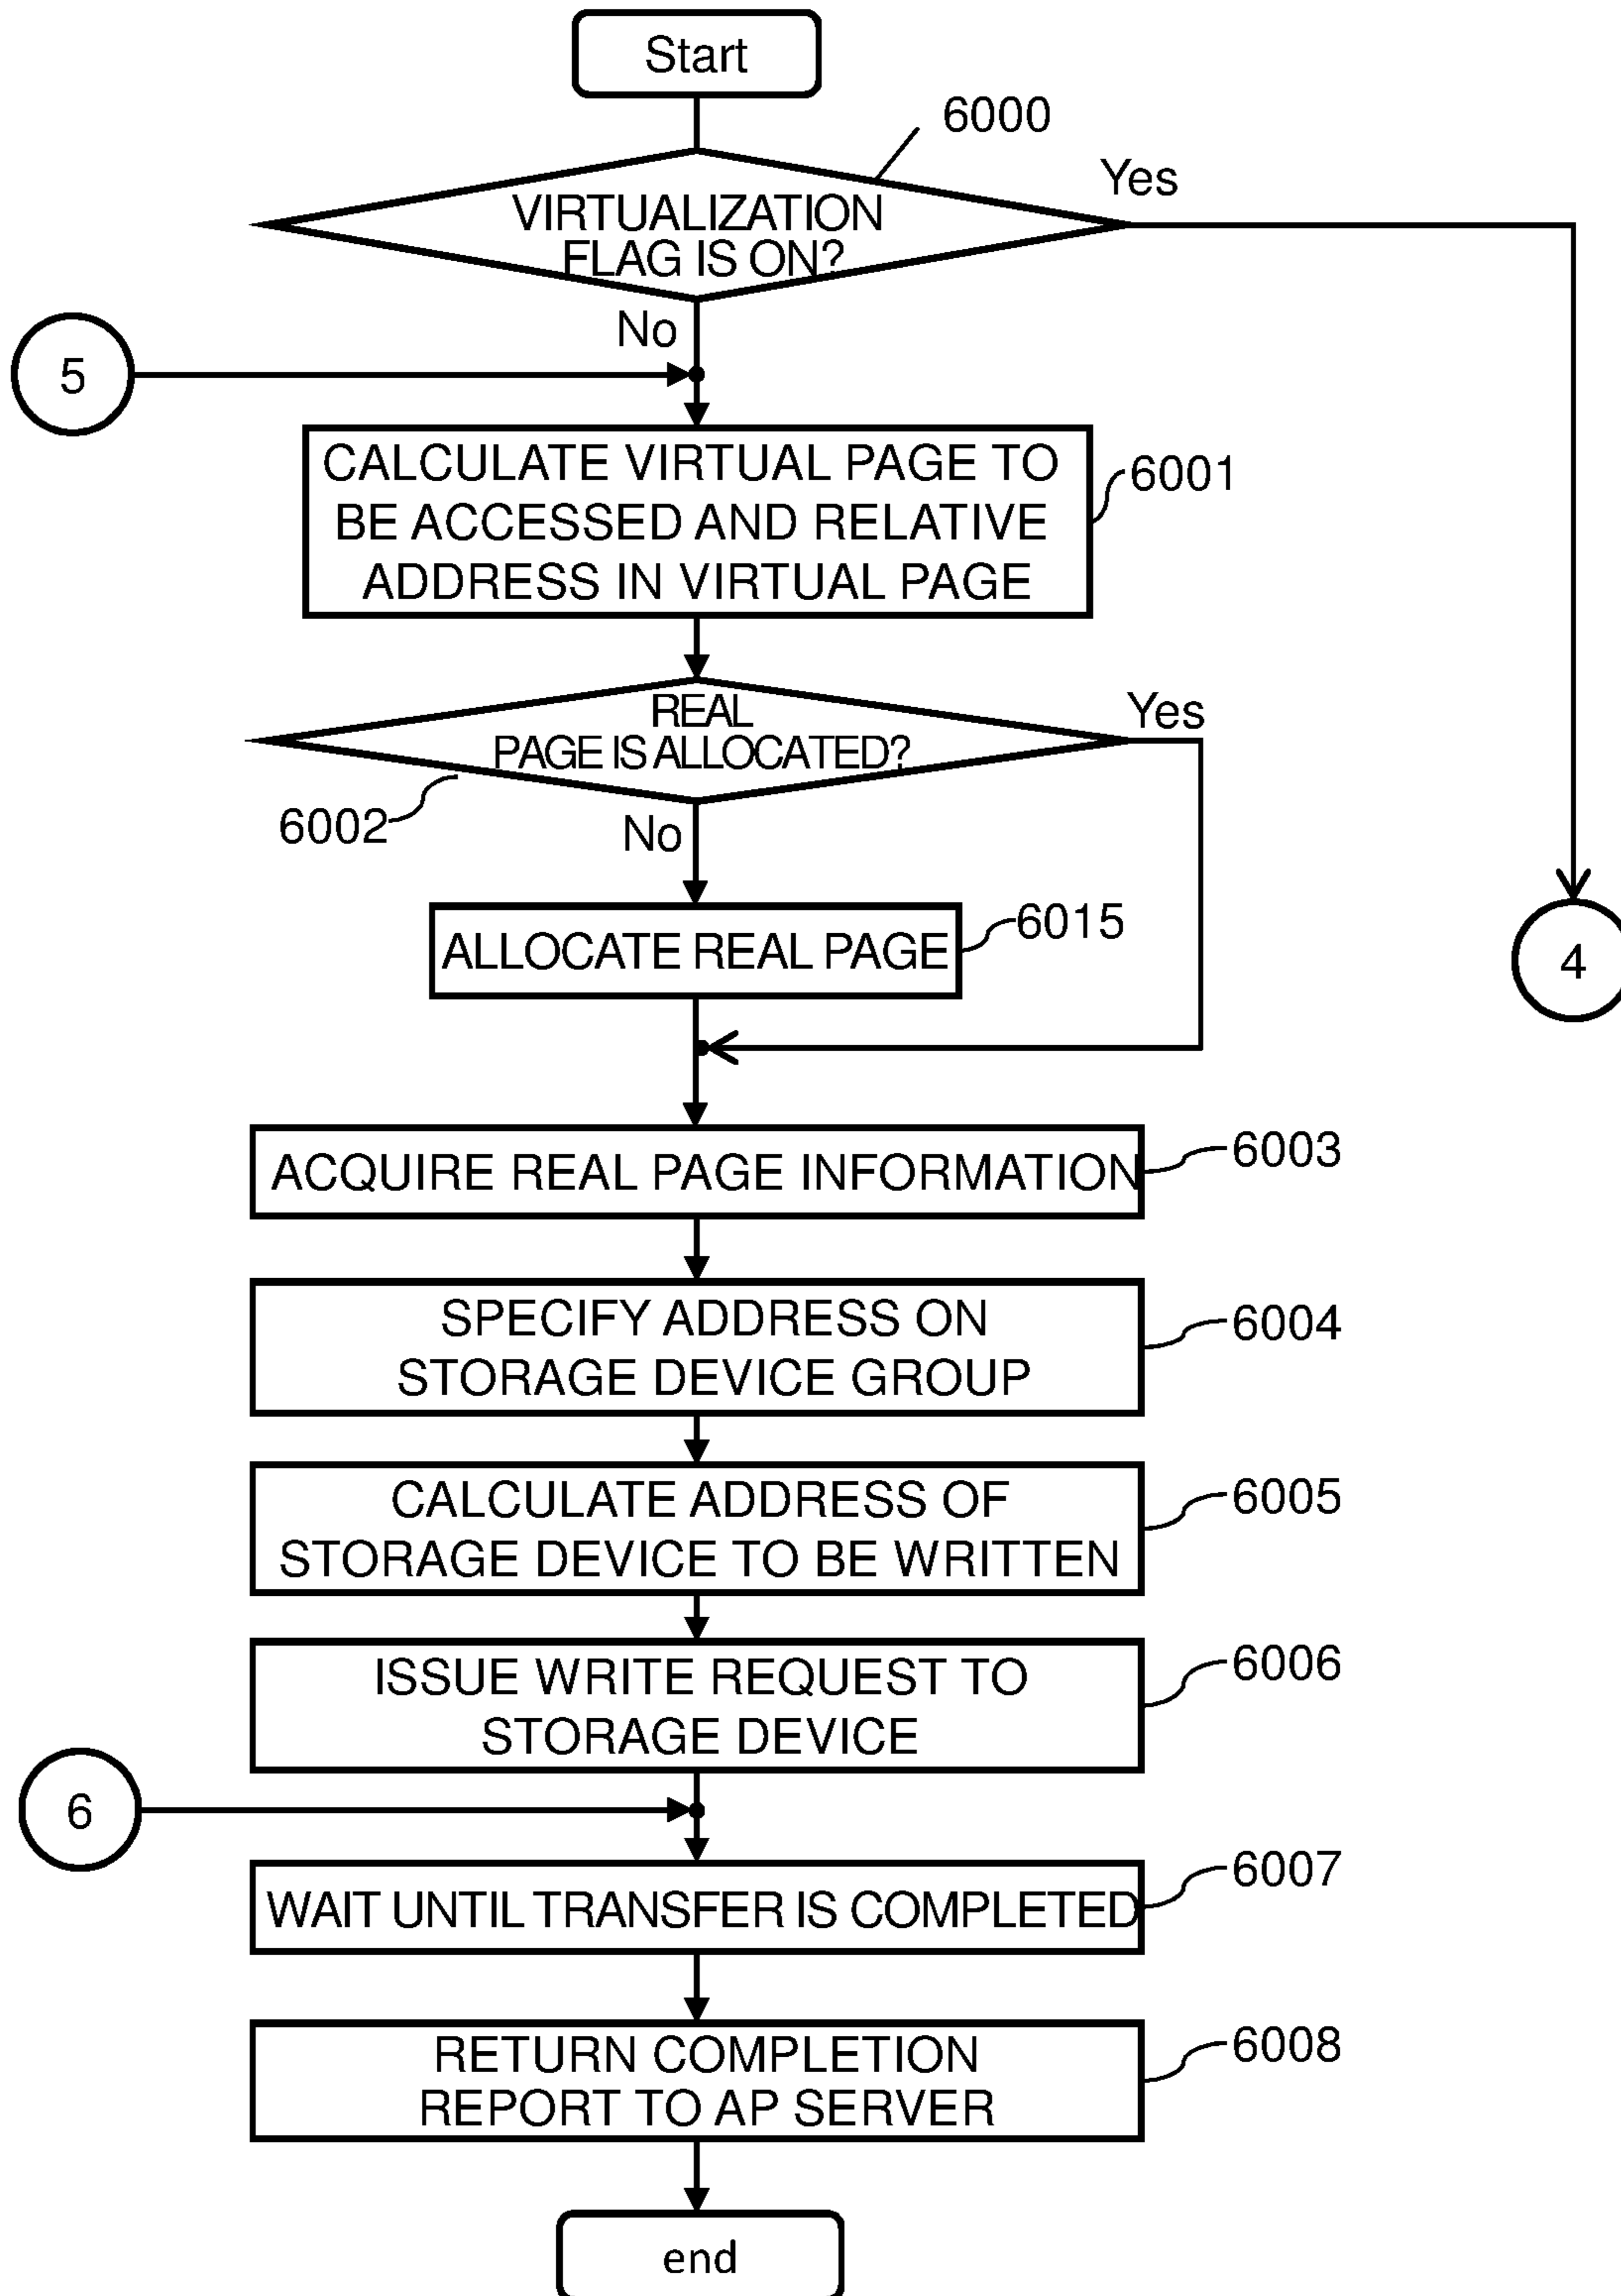 Start
6000
Yes
VIRTUALIZATION
FLAG IS ON?
No
5
CALCULATE VIRTUAL PAGE TO
BE ACCESSED AND RELATIVE
ADDRESS IN VIRTUAL PAGE
6001
REAL
PAGE IS ALLOCATED?
Yes
6002
No
ALLOCATE REAL PAGE
6015
4
ACQUIRE REAL PAGE INFORMATION
6003
SPECIFY ADDRESS ON
STORAGE DEVICE GROUP
6004
CALCULATE ADDRESS OF
STORAGE DEVICE TO BE WRITTEN
6005
ISSUE WRITE REQUEST TO
STORAGE DEVICE
6006
6
WAIT UNTIL TRANSFER IS COMPLETED
6007
RETURN COMPLETION
REPORT TO AP SERVER
6008
end